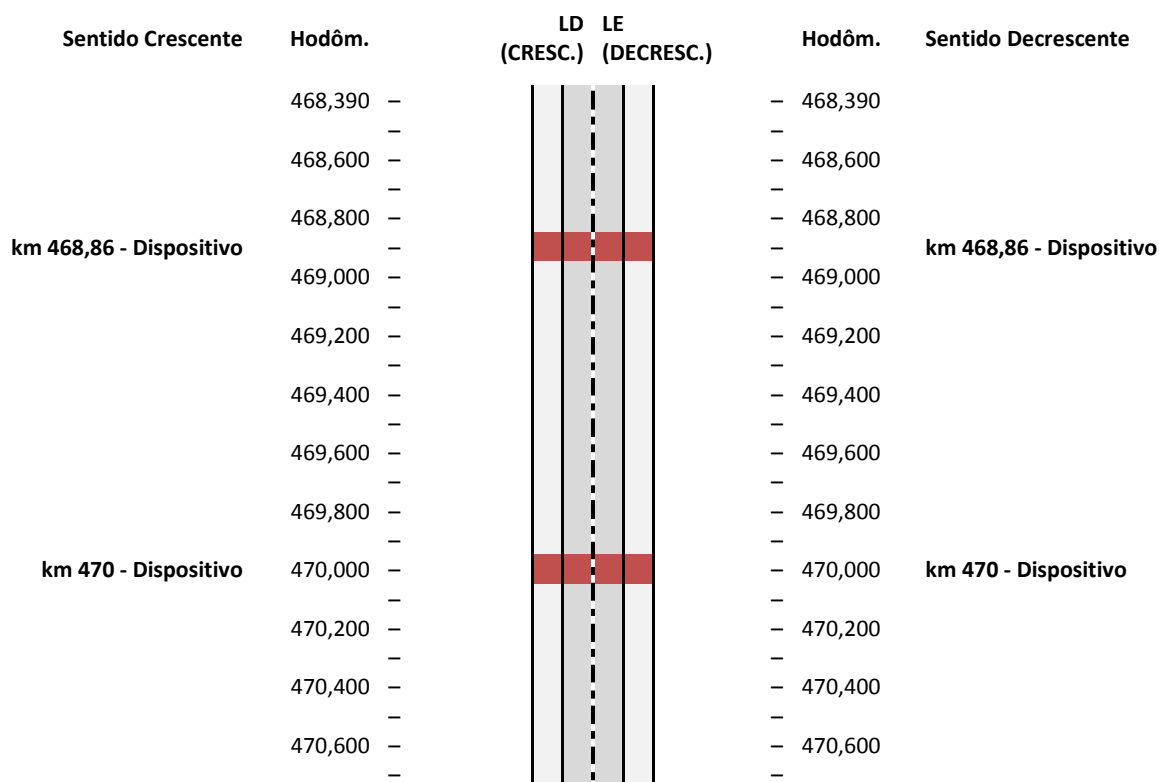 Sentido Crescente Hodôm. LD LE Hodôm. Sentido Decrescente
(CRESC.) (DECRESC.)
468,390 – – 468,390
– –
468,600 – – 468,600
– –
468,800 – – 468,800
km 468,86 - Dispositivo – – km 468,86 - Dispositivo
469,000 – – 469,000
– –
469,200 – – 469,200
– –
469,400 – – 469,400
– –
469,600 – – 469,600
– –
469,800 – – 469,800
– –
km 470 - Dispositivo 470,000 – – 470,000 km 470 - Dispositivo
– –
470,200 – – 470,200
– –
470,400 – – 470,400
– –
470,600 – – 470,600
– –